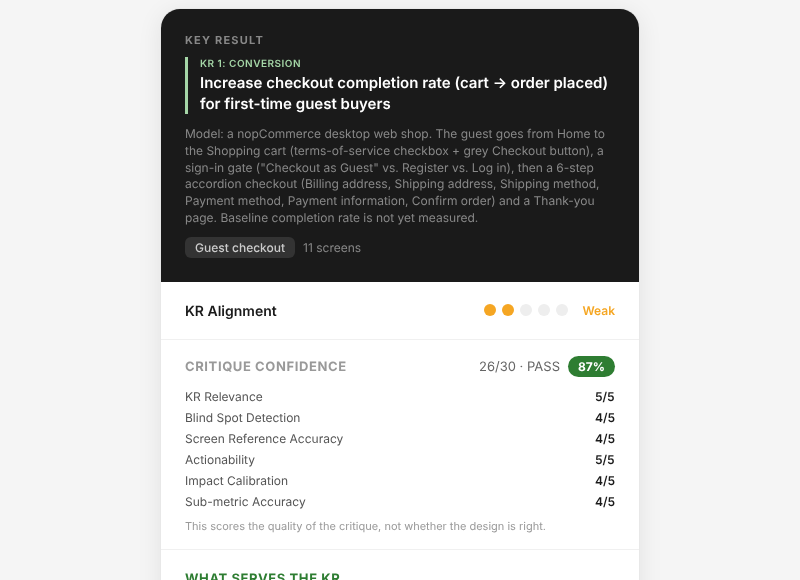 KEY RESULT
KR 1: CONVERSION
Increase checkout completion rate (cart → order placed)
for first-time guest buyers
Model: a nopCommerce desktop web shop. The guest goes from Home to
the Shopping cart (terms-of-service checkbox + grey Checkout button), a
sign-in gate ("Checkout as Guest" vs. Register vs. Log in), then a 6-step
accordion checkout (Billing address, Shipping address, Shipping method,
Payment method, Payment information, Confirm order) and a Thank-you
page. Baseline completion rate is not yet measured.
Guest checkout 11 screens
KR Alignment Weak
CRITIQUE CONFIDENCE 26/30 · PASS 87%
KR Relevance 5/5
Blind Spot Detection 4/5
Screen Reference Accuracy 4/5
Actionability 5/5
Impact Calibration 4/5
Sub-metric Accuracy 4/5
This scores the quality of the critique, not whether the design is right.
WHAT SERVES THE KR